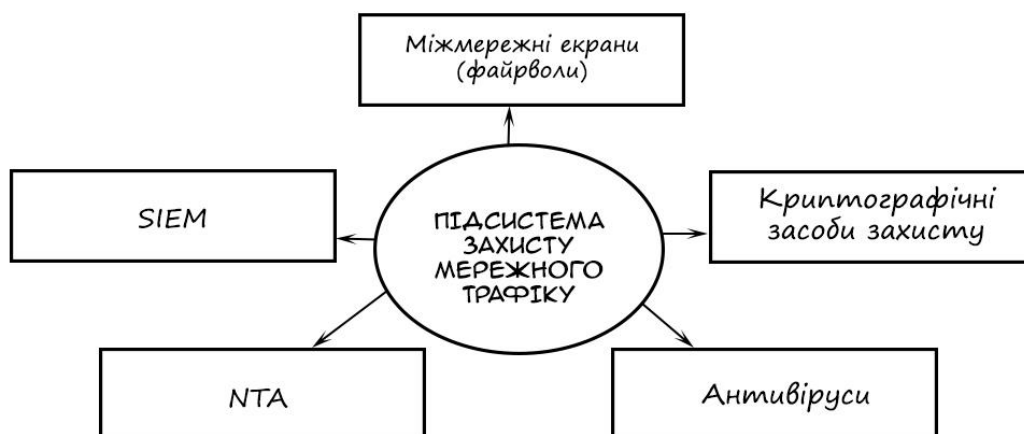 Міжмережні екрани
(файрволи)
SIEM
ПІДСИСТЕМА
ЗАХИСТУ
МЕРЕЖНОГО
ТРАФІКУ
Криптографічні
засоби захисту
NTA
Антивіруси